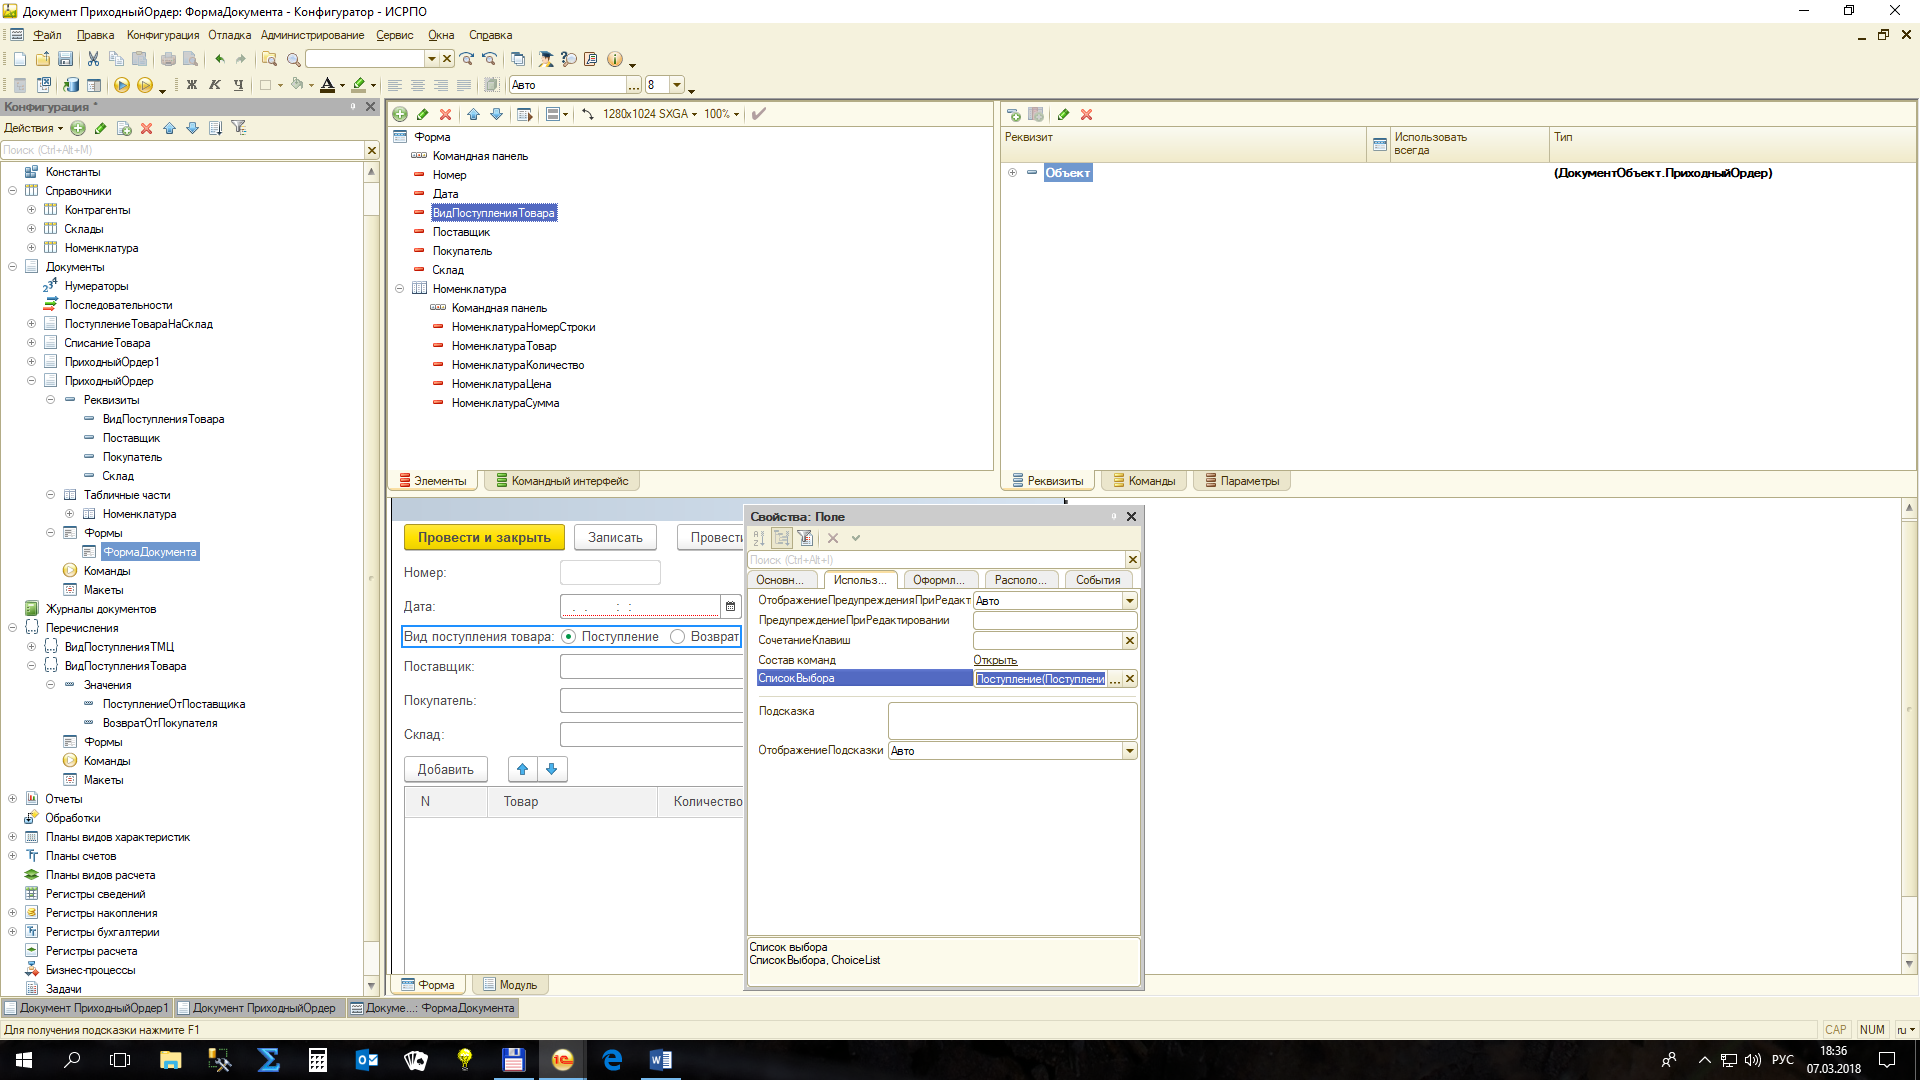 Документ ПриходныйОрдер: ФормаДокумента - Конфигуратор - ИСРПО
Файл Правка Конфигурация Отладка Администрирование Сервис Окна Справка
Ж К Ч А Авто ... 8
Конфигурация *
Действия
Поиск (Ctrl+Alt+M)
Константы
Справочники
Контрагенты
Склады
Номенклатура
Документы
Нумераторы
Последовательности
ПоступлениеТовараНаСклад
СписаниеТовара
ПриходныйОрдер1
ПриходныйОрдер
Реквизиты
ВидПоступленияТовара
Поставщик
Покупатель
Склад
Табличные части
Номенклатура
Формы
ФормаДокумента
Команды
Макеты
Журналы документов
Перечисления
ВидПоступленияТМЦ
ВидПоступленияТовара
Значения
ПоступлениеОтПоставщика
ВозвратОтПокупателя
Формы
Команды
Макеты
Отчеты
Обработки
Планы видов характеристик
Планы счетов
Планы видов расчета
Регистры сведений
Регистры накопления
Регистры бухгалтерии
Регистры расчета
Бизнес-процессы
Задачи
1280x1024 SXGA 100%
Форма
Командная панель
Номер
Дата
ВидПоступленияТовара
Поставщик
Покупатель
Склад
Номенклатура
Командная панель
НоменклатураНомерСтроки
НоменклатураТовар
НоменклатураКоличество
НоменклатураЦена
НоменклатураСумма
Элементы Командный интерфейс
Реквизит Использовать всегда Тип
Объект (ДокументОбъект.ПриходныйОрдер)
Реквизиты Команды Параметры
Провести и закрыть Записать Провести
Номер:
Дата: . . : :
Вид поступления товара: Поступление Возврат
Поставщик:
Покупатель:
Склад:
Добавить
N Товар Количество
Форма Модуль
Свойства: Поле
Поиск (Ctrl+Alt+I)
Основн... Использ... Оформл... Располо... События
ОтображениеПредупрежденияПриРедакт Авто
ПредупреждениеПриРедактировании
СочетаниеКлавиш
Состав команд Открыть
СписокВыбора Поступление(Поступлени ...
Подсказка
ОтображениеПодсказки Авто
Список выбора
СписокВыбора, ChoiceList
Документ ПриходныйОрдер1 Документ ПриходныйОрдер Докуме...: ФормаДокумента
Для получения подсказки нажмите F1 CAP NUM ru
РУС 18:36
07.03.2018